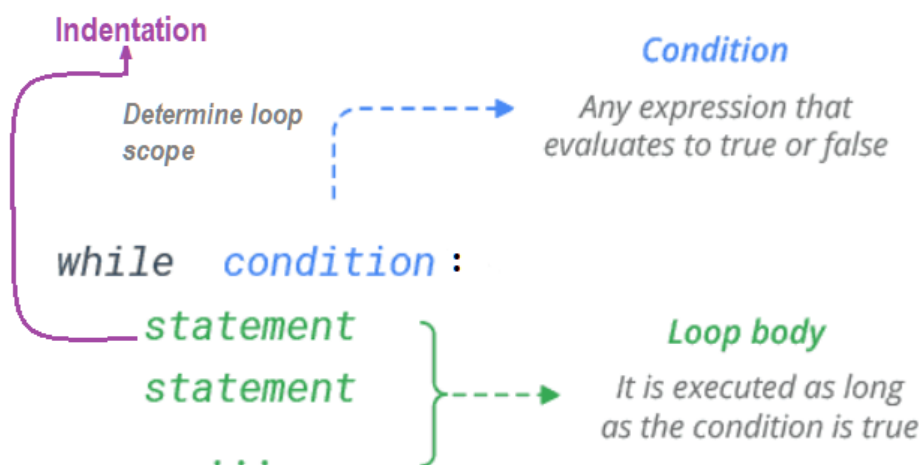 Indentation
Determine loop
scope
Condition
Any expression that
evaluates to true or false
while condition :
statement
statement
...
Loop body
It is executed as long
as the condition is true